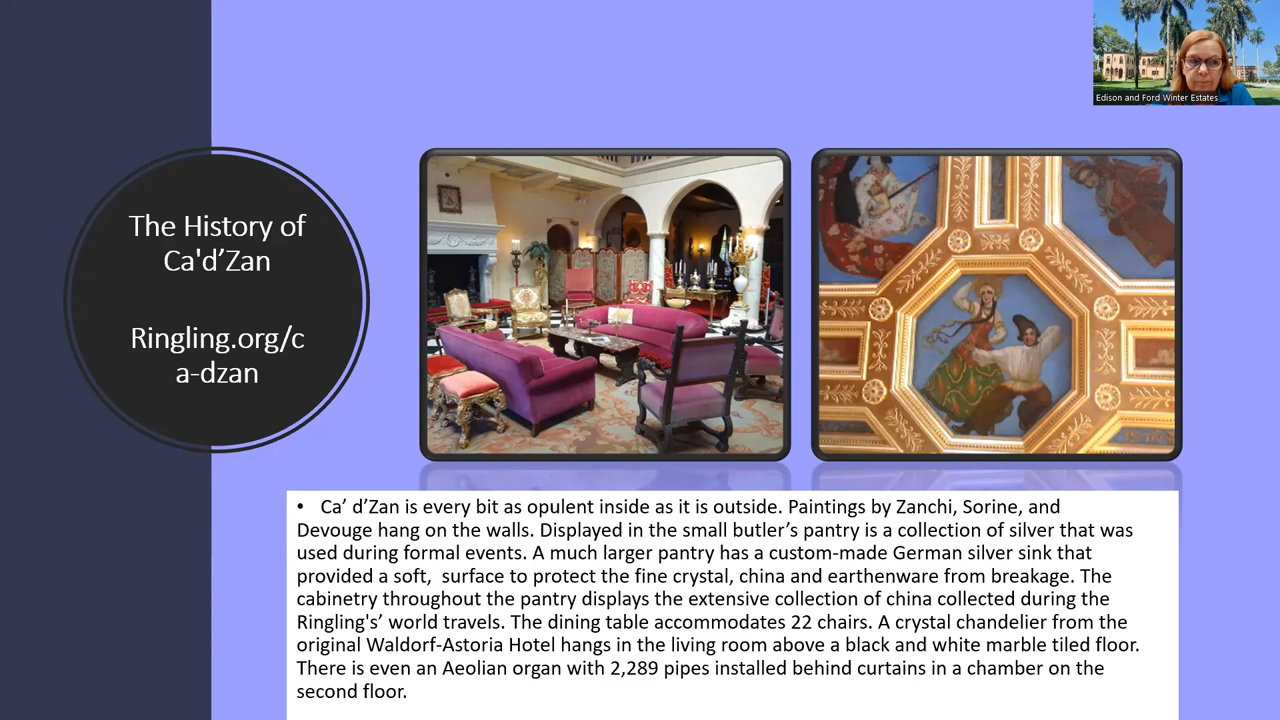 Edison and Ford Winter Estates
The History of
Ca'd’Zan
Ringling.org/c
a-dzan
• Ca’ d’Zan is every bit as opulent inside as it is outside. Paintings by Zanchi, Sorine, and
Devouge hang on the walls. Displayed in the small butler’s pantry is a collection of silver that was
used during formal events. A much larger pantry has a custom-made German silver sink that
provided a soft,  surface to protect the fine crystal, china and earthenware from breakage. The
cabinetry throughout the pantry displays the extensive collection of china collected during the
Ringling's’ world travels. The dining table accommodates 22 chairs. A crystal chandelier from the
original Waldorf-Astoria Hotel hangs in the living room above a black and white marble tiled floor.
There is even an Aeolian organ with 2,289 pipes installed behind curtains in a chamber on the
second floor.